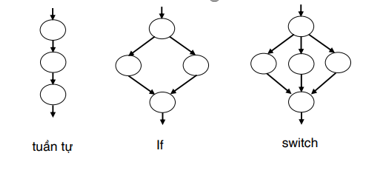 tuần tự
If
switch